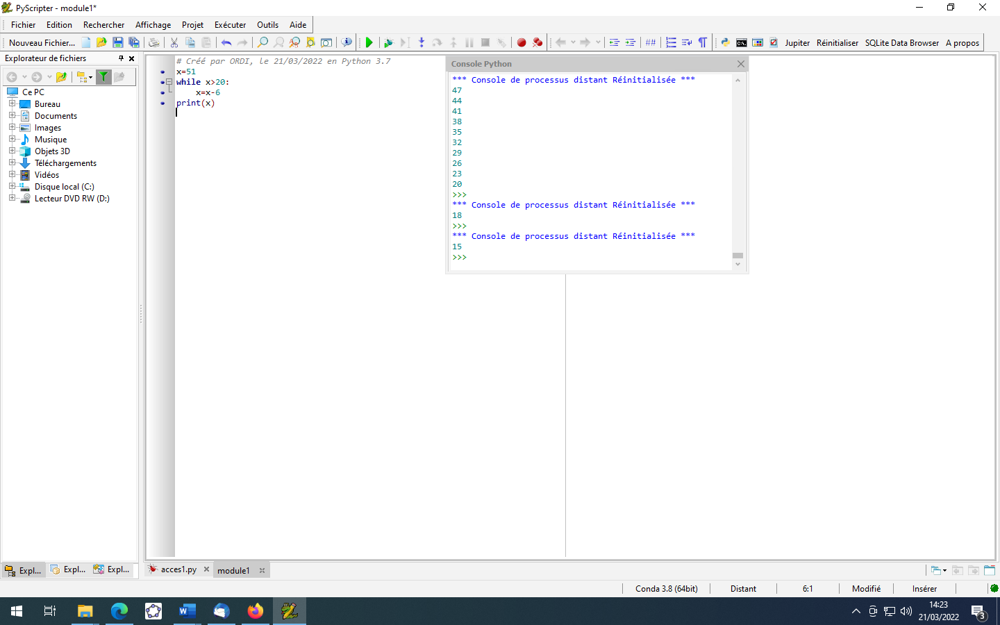 PyScripter - module1*
Fichier Edition Rechercher Affichage Projet Exécuter Outils Aide
Nouveau Fichier... ## Jupiter Réinitialiser SQLite Data Browser A propos
Explorateur de fichiers
Ce PC
Bureau
Documents
Images
Musique
Objets 3D
Téléchargements
Vidéos
Disque local (C:)
Lecteur DVD RW (D:)
Expl... Expl... Expl...
# Créé par ORDI, le 21/03/2022 en Python 3.7
x=51
while x>20:
    x=x-6
print(x)
Console Python
*** Console de processus distant Réinitialisée ***
47
44
41
38
35
32
29
26
23
20
>>>
*** Console de processus distant Réinitialisée ***
18
>>>
*** Console de processus distant Réinitialisée ***
15
>>>
acces1.py module1
Conda 3.8 (64bit) Distant 6:1 Modifié Insérer
14:23
21/03/2022
3